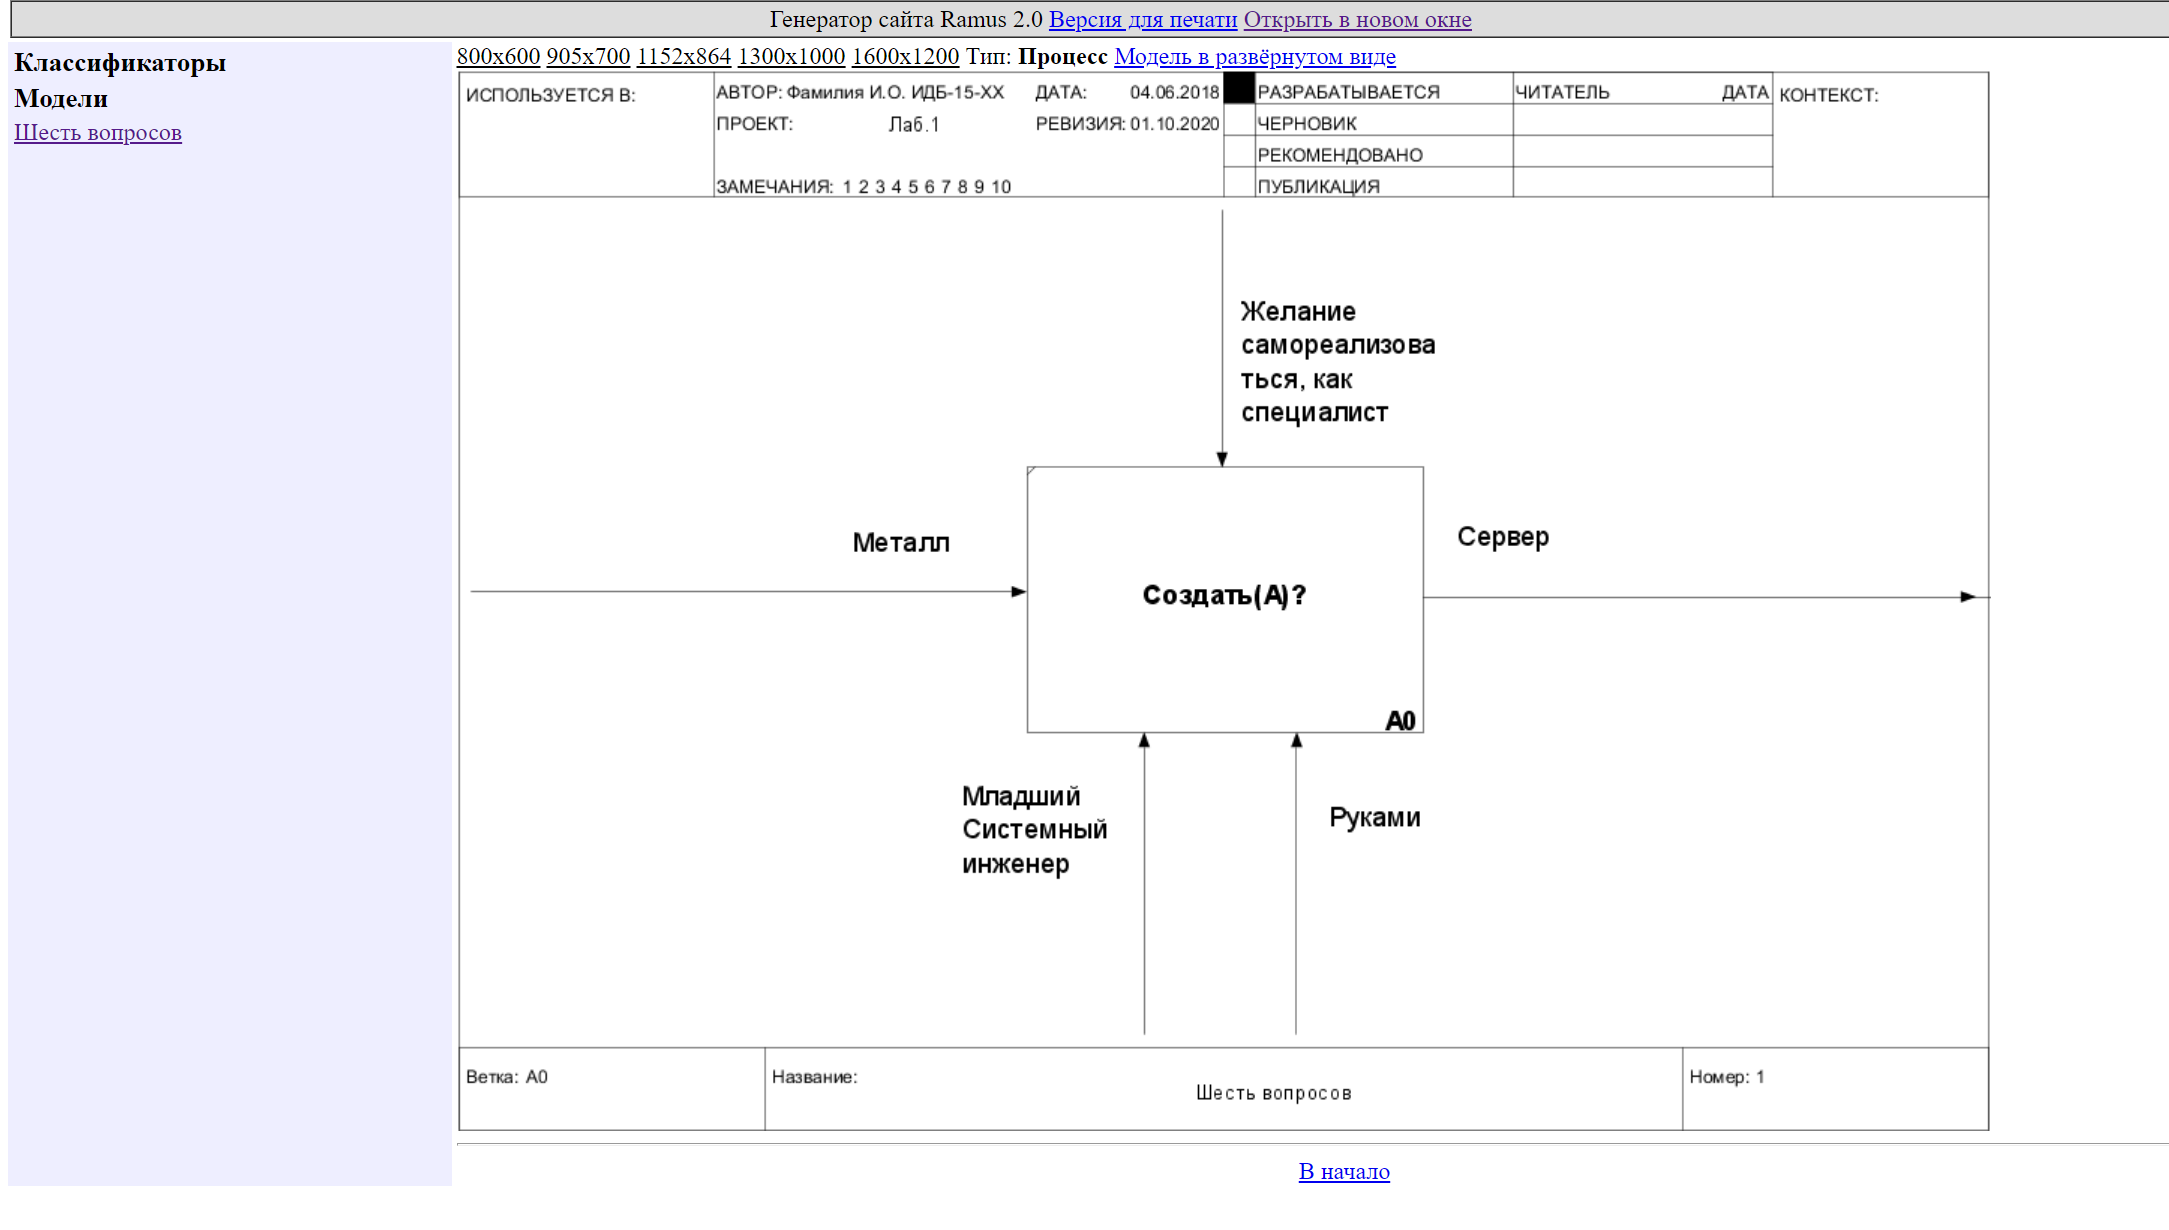 Генератор сайта Ramus 2.0 Версия для печати Открыть в новом окне
Классификаторы
Модели
Шесть вопросов
800x600 905x700 1152x864 1300x1000 1600x1200 Тип: Процесс Модель в развёрнутом виде
ИСПОЛЬЗУЕТСЯ В:
АВТОР: Фамилия И.О. ИДБ-15-XX
ДАТА: 04.06.2018
ПРОЕКТ: Лаб.1
РЕВИЗИЯ: 01.10.2020
ЗАМЕЧАНИЯ: 1 2 3 4 5 6 7 8 9 10
РАЗРАБАТЫВАЕТСЯ
ЧЕРНОВИК
РЕКОМЕНДОВАНО
ПУБЛИКАЦИЯ
ЧИТАТЕЛЬ
ДАТА
КОНТЕКСТ:
Желание
самореализова
ться, как
специалист
Металл
Сервер
Создать(А)?
A0
Младший
Системный
инженер
Руками
Ветка: A0
Название:
Шесть вопросов
Номер: 1
В начало